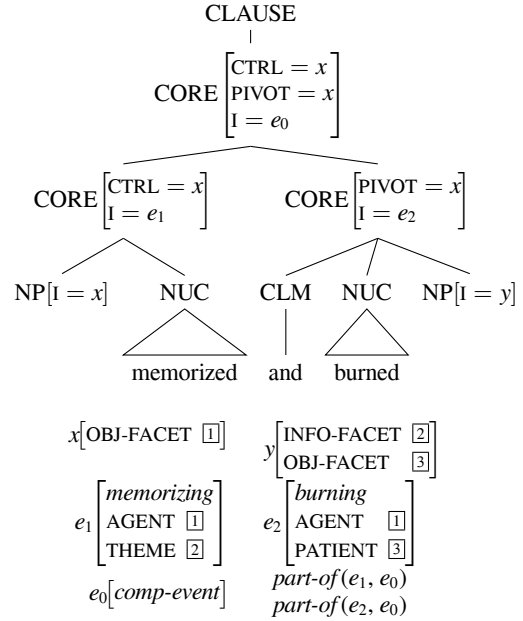 CLAUSE
CORE [CTRL = x
PIVOT = x
I = e₀]
CORE [CTRL = x
I = e₁]
CORE [PIVOT = x
I = e₂]
NP[I = x] NUC CLM NUC NP[I = y]
memorized and burned
x[OBJ-FACET 1]
y[INFO-FACET 2
OBJ-FACET 3]
e₁[memorizing
AGENT 1
THEME 2]
e₂[burning
AGENT 1
PATIENT 3]
e₀[comp-event]
part-of(e₁, e₀)
part-of(e₂, e₀)